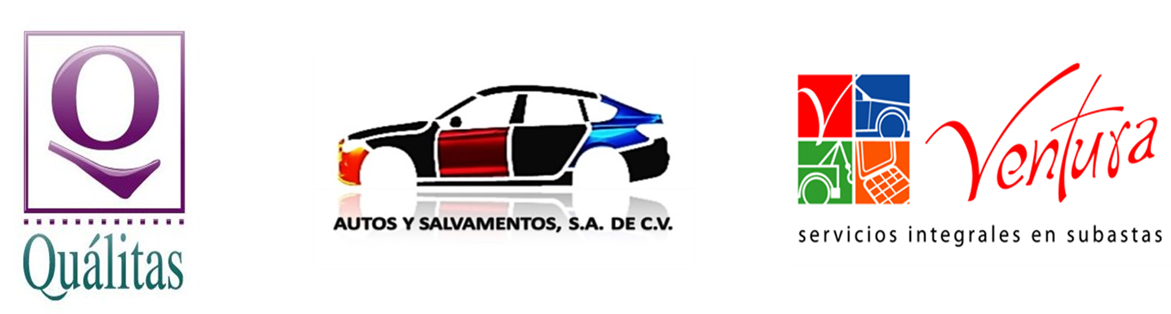 Q
Quálitas
AUTOS Y SALVAMENTOS, S.A. DE C.V.
V
Ventura
servicios integrales en subastas